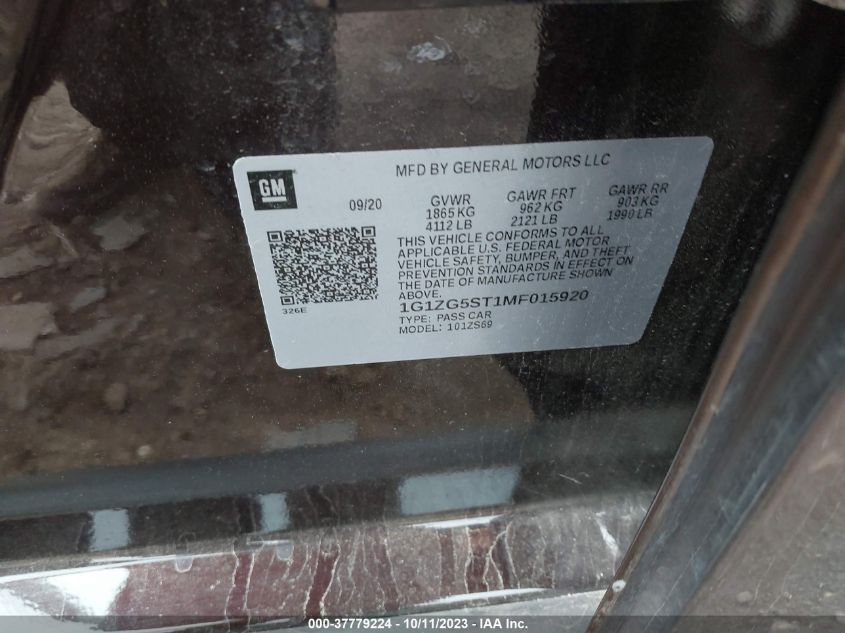 MFD BY GENERAL MOTORS LLC
GM
09/20
GVWR
1865 KG
4112 LB
GAWR FRT
962 KG
2121 LB
GAWR RR
903 KG
1990 LB
THIS VEHICLE CONFORMS TO ALL
APPLICABLE U.S. FEDERAL MOTOR
VEHICLE SAFETY, BUMPER, AND THEFT
PREVENTION STANDARDS IN EFFECT ON
THE DATE OF MANUFACTURE SHOWN
ABOVE.
1G1ZG5ST1MF015920
TYPE: PASS CAR
MODEL: 101ZS69
326E
000-37779224 - 10/11/2023 - IAA Inc.